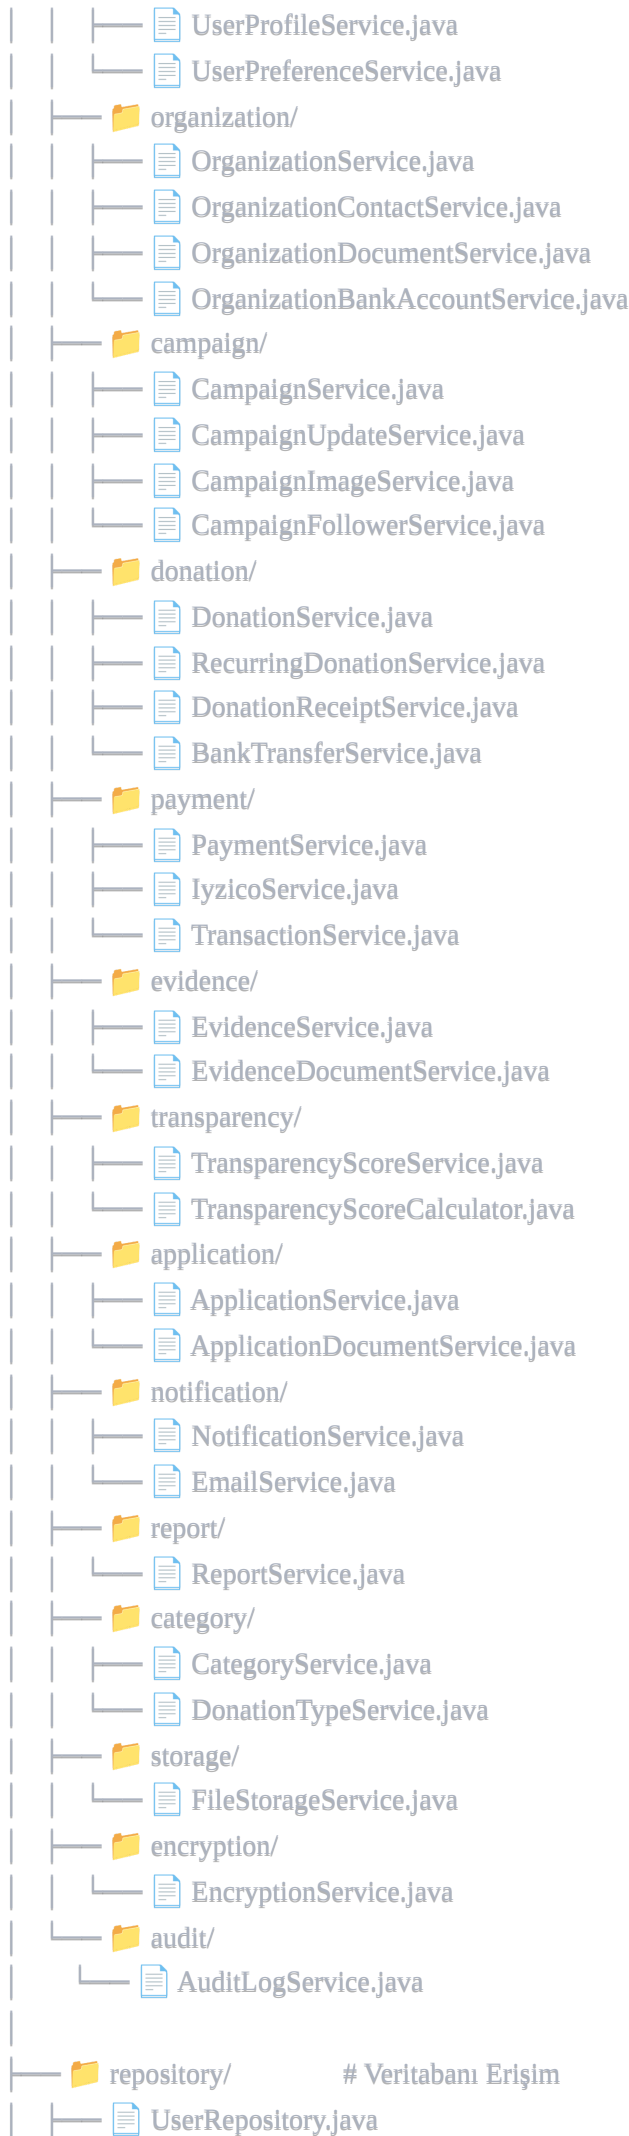 │ │ ├── 📄 UserProfileService.java
│ │ └── 📄 UserPreferenceService.java
│ ├── 📁 organization/
│ │ ├── 📄 OrganizationService.java
│ │ ├── 📄 OrganizationContactService.java
│ │ ├── 📄 OrganizationDocumentService.java
│ │ └── 📄 OrganizationBankAccountService.java
│ ├── 📁 campaign/
│ │ ├── 📄 CampaignService.java
│ │ ├── 📄 CampaignUpdateService.java
│ │ ├── 📄 CampaignImageService.java
│ │ └── 📄 CampaignFollowerService.java
│ ├── 📁 donation/
│ │ ├── 📄 DonationService.java
│ │ ├── 📄 RecurringDonationService.java
│ │ ├── 📄 DonationReceiptService.java
│ │ └── 📄 BankTransferService.java
│ ├── 📁 payment/
│ │ ├── 📄 PaymentService.java
│ │ ├── 📄 IyzicoService.java
│ │ └── 📄 TransactionService.java
│ ├── 📁 evidence/
│ │ ├── 📄 EvidenceService.java
│ │ └── 📄 EvidenceDocumentService.java
│ ├── 📁 transparency/
│ │ ├── 📄 TransparencyScoreService.java
│ │ └── 📄 TransparencyScoreCalculator.java
│ ├── 📁 application/
│ │ ├── 📄 ApplicationService.java
│ │ └── 📄 ApplicationDocumentService.java
│ ├── 📁 notification/
│ │ ├── 📄 NotificationService.java
│ │ └── 📄 EmailService.java
│ ├── 📁 report/
│ │ └── 📄 ReportService.java
│ ├── 📁 category/
│ │ ├── 📄 CategoryService.java
│ │ └── 📄 DonationTypeService.java
│ ├── 📁 storage/
│ │ └── 📄 FileStorageService.java
│ ├── 📁 encryption/
│ │ └── 📄 EncryptionService.java
│ └── 📁 audit/
│ └── 📄 AuditLogService.java
│
├── 📁 repository/ # Veritabanı Erişim
│ ├── 📄 UserRepository.java